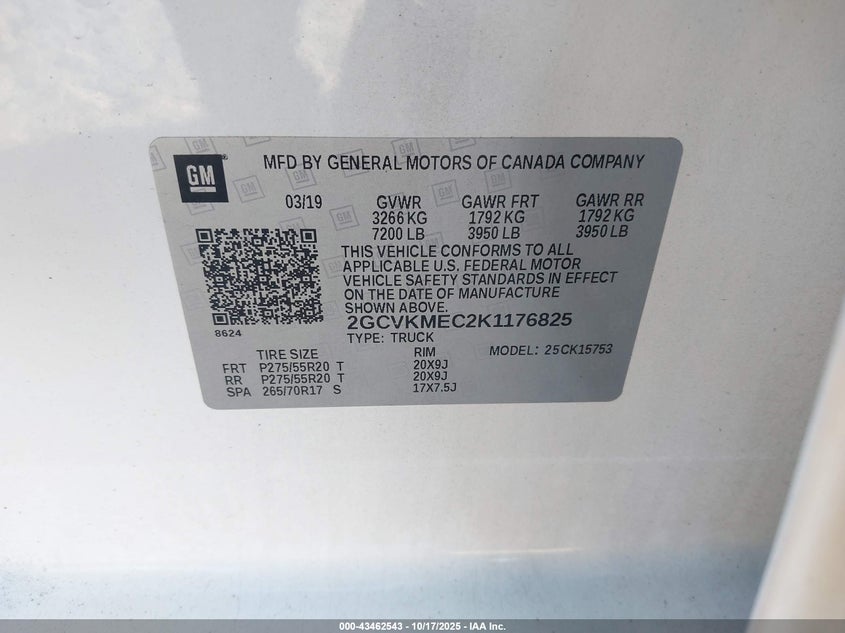 GM
MFD BY GENERAL MOTORS OF CANADA COMPANY
03/19 GVWR GAWR FRT GAWR RR
3266 KG 1792 KG 1792 KG
7200 LB 3950 LB 3950 LB
THIS VEHICLE CONFORMS TO ALL
APPLICABLE U.S. FEDERAL MOTOR
VEHICLE SAFETY STANDARDS IN EFFECT
ON THE DATE OF MANUFACTURE
SHOWN ABOVE.
2GCVKMEC2K1176825
8624
TYPE: TRUCK
TIRE SIZE RIM MODEL: 25CK15753
FRT P275/55R20 T 20X9J
RR P275/55R20 T 20X9J
SPA 265/70R17 S 17X7.5J
000-43462543 - 10/17/2025 - IAA Inc.